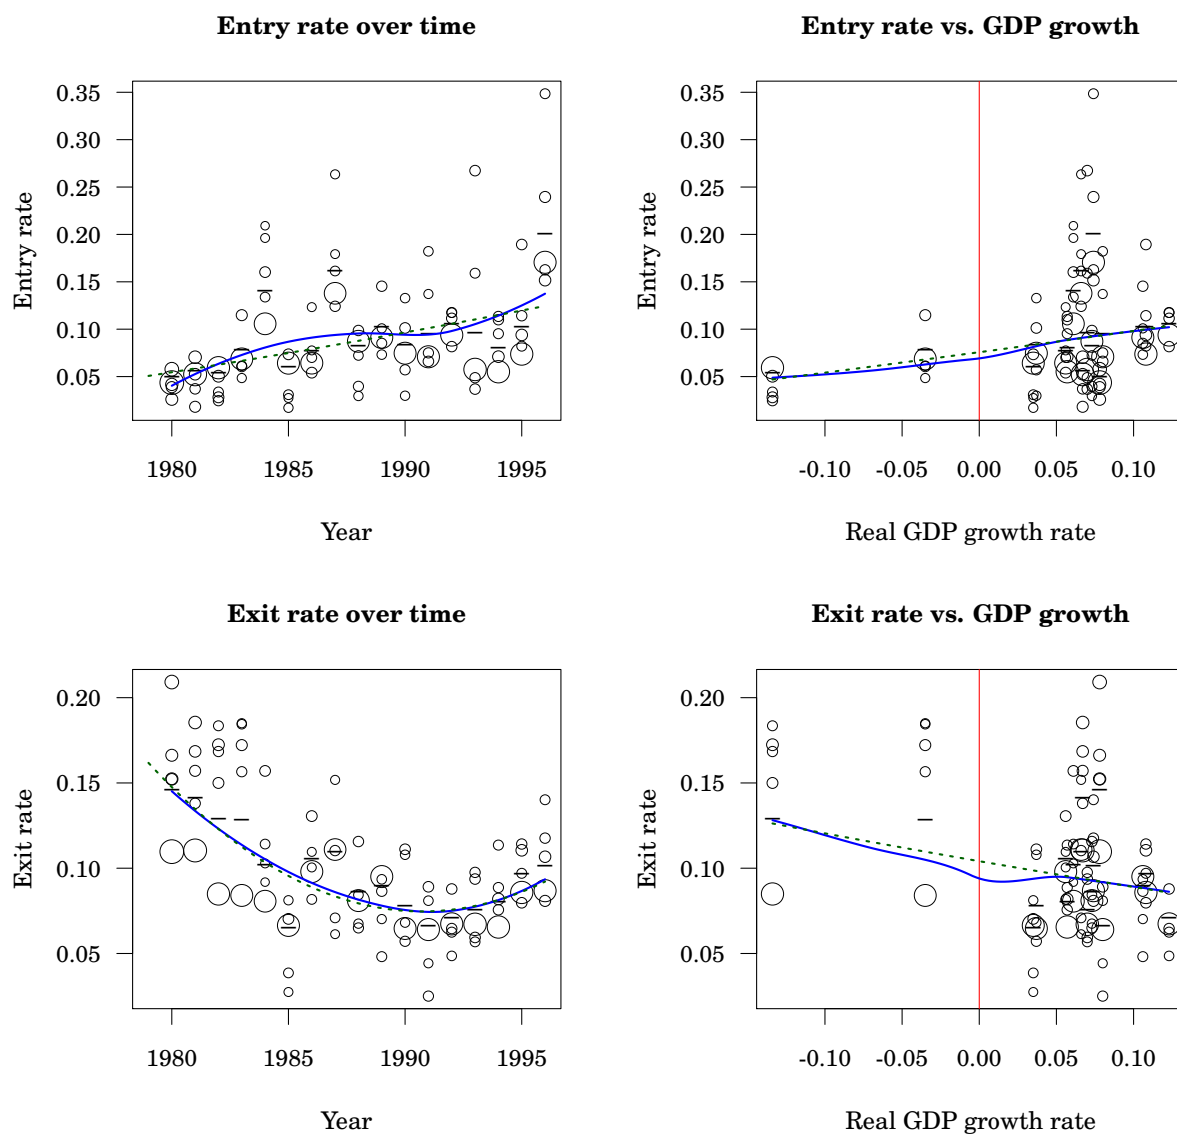 Entry rate over time
0.35
0.30
0.25
0.20
0.15
0.10
0.05
Entry rate
1980 1985 1990 1995
Year
Entry rate vs. GDP growth
0.35
0.30
0.25
0.20
0.15
0.10
0.05
Entry rate
-0.10 -0.05 0.00 0.05 0.10
Real GDP growth rate
Exit rate over time
0.20
0.15
0.10
0.05
Exit rate
1980 1985 1990 1995
Year
Exit rate vs. GDP growth
0.20
0.15
0.10
0.05
Exit rate
-0.10 -0.05 0.00 0.05 0.10
Real GDP growth rate